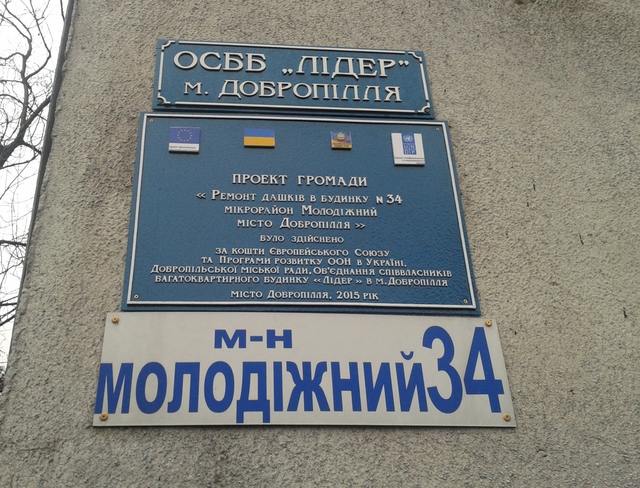 ОСББ „ЛІДЕР”
м. ДОБРОПІЛЛЯ
ПРОЕКТ ГРОМАДИ
« РЕМОНТ ДАШКІВ В БУДИНКУ № 34
МІКРОРАЙОН МОЛОДІЖНИЙ
МІСТО ДОБРОПІЛЛЯ »
БУЛО ЗДІЙСНЕНО
ЗА КОШТИ ЄВРОПЕЙСЬКОГО СОЮЗУ
ТА ПРОГРАМИ РОЗВИТКУ ООН В УКРАЇНІ,
ДОБРОПІЛЬСЬКОЇ МІСЬКОЇ РАДИ, ОБ'ЄДНАННЯ СПІВВЛАСНИКІВ
БАГАТОКВАРТИРНОГО БУДИНКУ «ЛІДЕР» В М.ДОБРОПІЛЛЯ
МІСТО ДОБРОПІЛЛЯ, 2015 РІК
м-н
МОЛОДІЖНИЙ 34